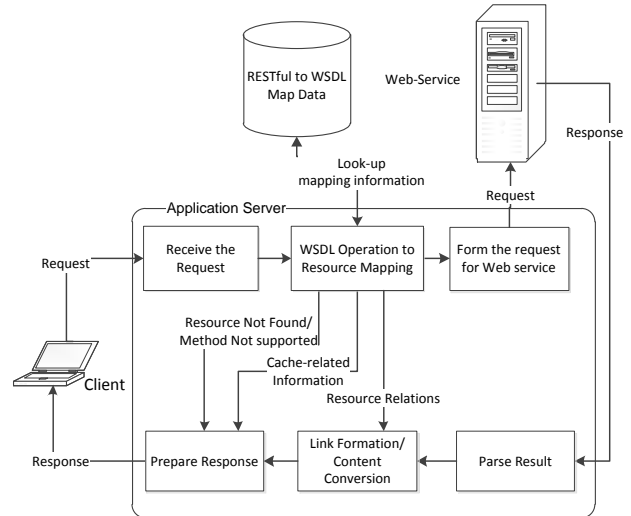 RESTful to WSDL
Map Data
Web-Service
Response
Look-up
mapping information
Request
Application Server
Receive the
Request
WSDL Operation to
Resource Mapping
Form the request
for Web service
Request
Resource Not Found/
Method Not supported
Cache-related
Information
Resource Relations
Client
Response
Prepare Response
Link Formation/
Content
Conversion
Parse Result